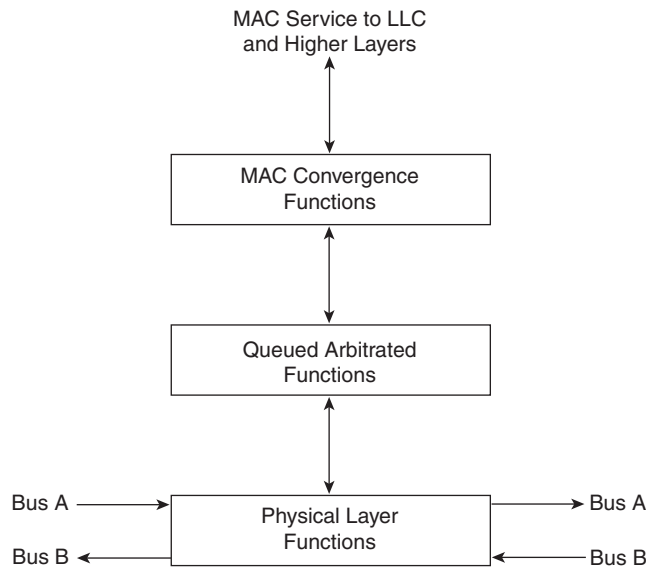 MAC Service to LLC
and Higher Layers
MAC Convergence
Functions
Queued Arbitrated
Functions
Bus A
Physical Layer
Functions
Bus A
Bus B
Bus B